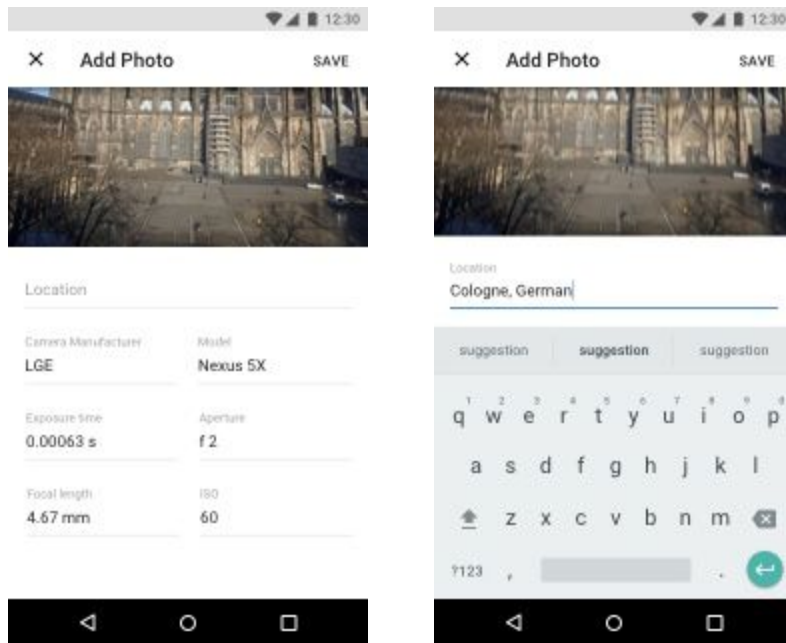 12:30
Add Photo SAVE
Location
Camera Manufacturer Model
LGE Nexus 5X
Exposure time Aperture
0.00063 s f 2
Focal length ISO
4.67 mm 60
12:30
Add Photo SAVE
Location
Cologne, German
suggestion suggestion suggestion
1 2 3 4 5 6 7 8 9 0
q w e r t y u i o p
a s d f g h j k l
z x c v b n m
?123 , .